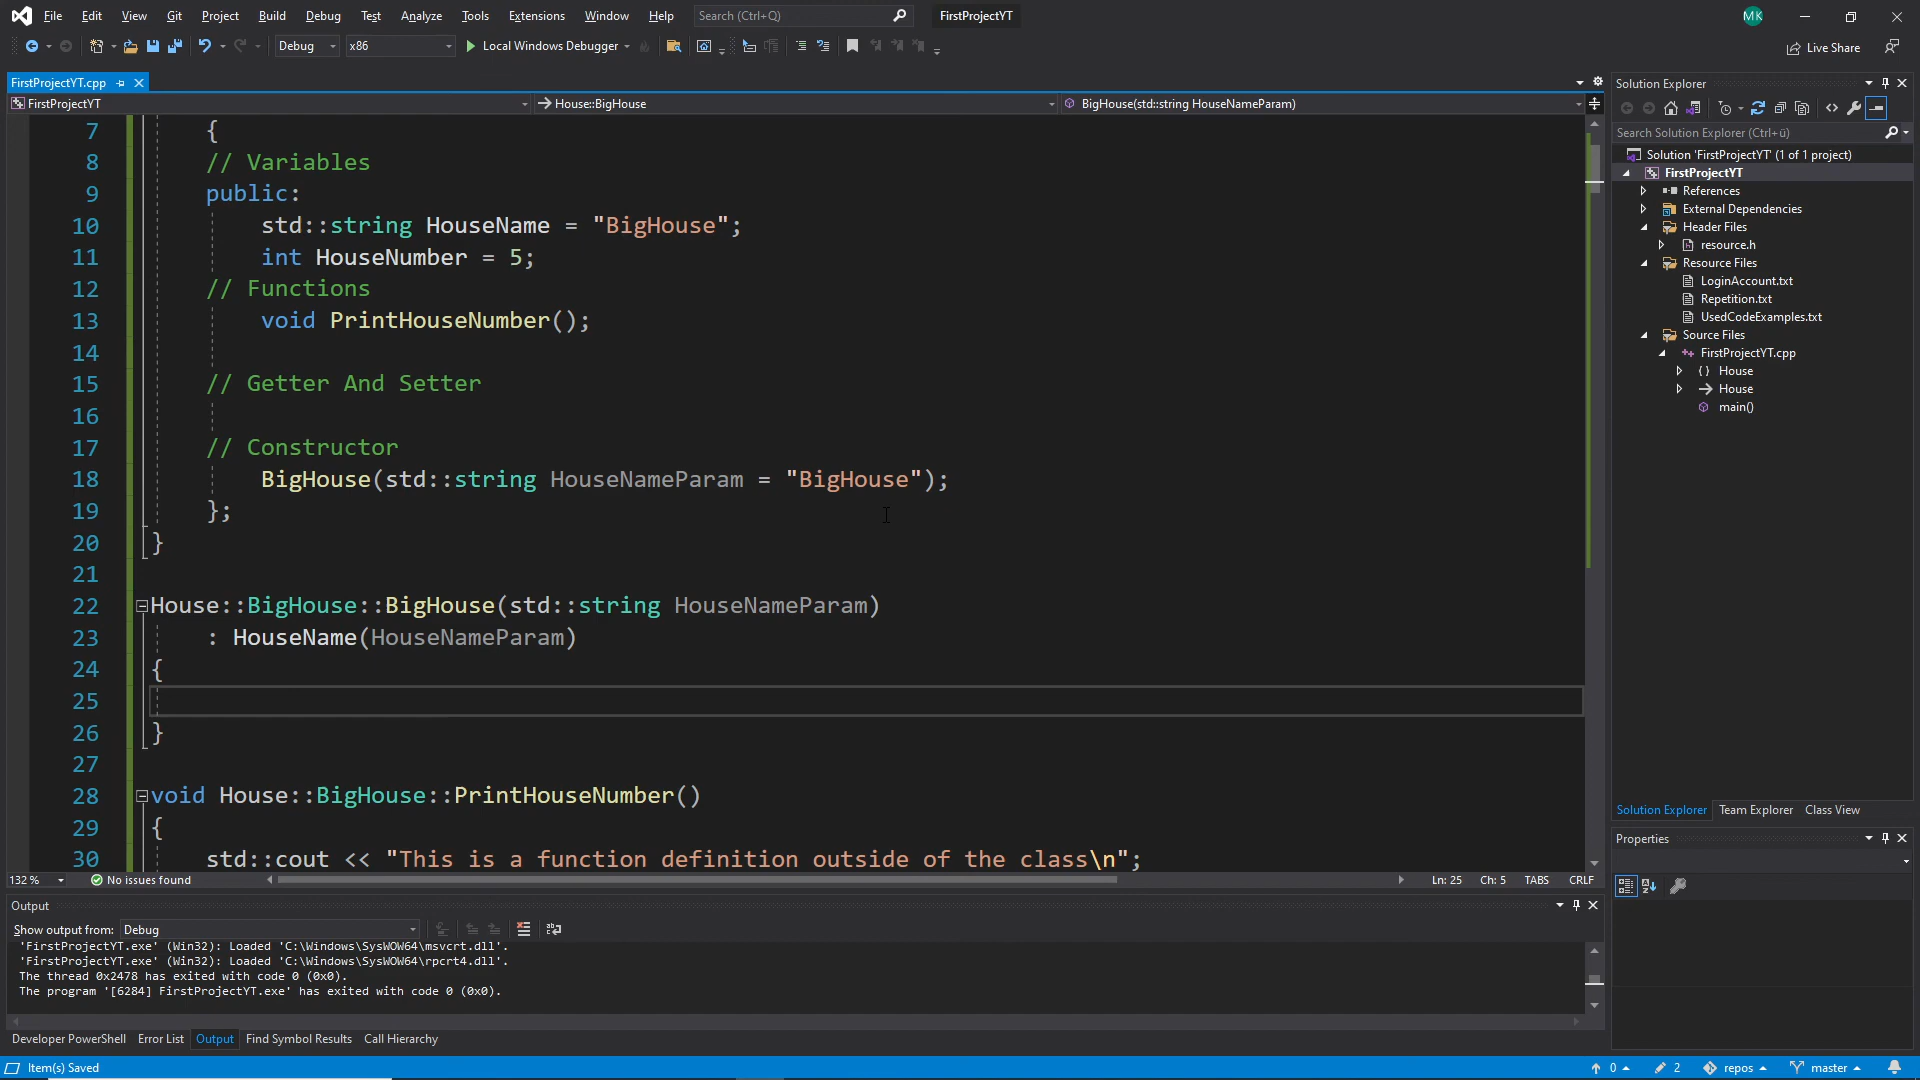 File Edit View Git Project Build Debug Test Analyze Tools Extensions Window Help Search (Ctrl+Q) FirstProjectYT MK
Debug x86 Local Windows Debugger Live Share
FirstProjectYT.cpp
FirstProjectYT House::BigHouse BigHouse(std::string HouseNameParam)
7 {
8 // Variables
9 public:
10 std::string HouseName = "BigHouse";
11 int HouseNumber = 5;
12 // Functions
13 void PrintHouseNumber();
14
15 // Getter And Setter
16
17 // Constructor
18 BigHouse(std::string HouseNameParam = "BigHouse");
19 };
20 }
21
22 House::BigHouse::BigHouse(std::string HouseNameParam)
23 : HouseName(HouseNameParam)
24 {
25
26 }
27
28 void House::BigHouse::PrintHouseNumber()
29 {
30 std::cout << "This is a function definition outside of the class\n";
132 % No issues found Ln: 25 Ch: 5 TABS CRLF
Output
Show output from: Debug
'FirstProjectYT.exe' (Win32): Loaded 'C:\Windows\SysWOW64\msvcrt.dll'.
'FirstProjectYT.exe' (Win32): Loaded 'C:\Windows\SysWOW64\rpcrt4.dll'.
The thread 0x2478 has exited with code 0 (0x0).
The program '[6284] FirstProjectYT.exe' has exited with code 0 (0x0).
Developer PowerShell Error List Output Find Symbol Results Call Hierarchy
Solution Explorer
Search Solution Explorer (Ctrl+ü)
Solution 'FirstProjectYT' (1 of 1 project)
FirstProjectYT
References
External Dependencies
Header Files
resource.h
Resource Files
LoginAccount.txt
Repetition.txt
UsedCodeExamples.txt
Source Files
FirstProjectYT.cpp
House
House
main()
Solution Explorer Team Explorer Class View
Properties
Item(s) Saved 0 2 repos master